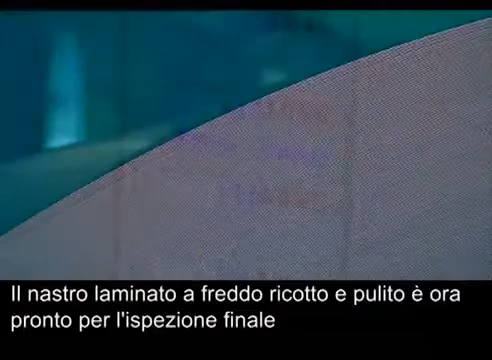 Il nastro laminato a freddo ricotto e pulito è ora
pronto per l'ispezione finale